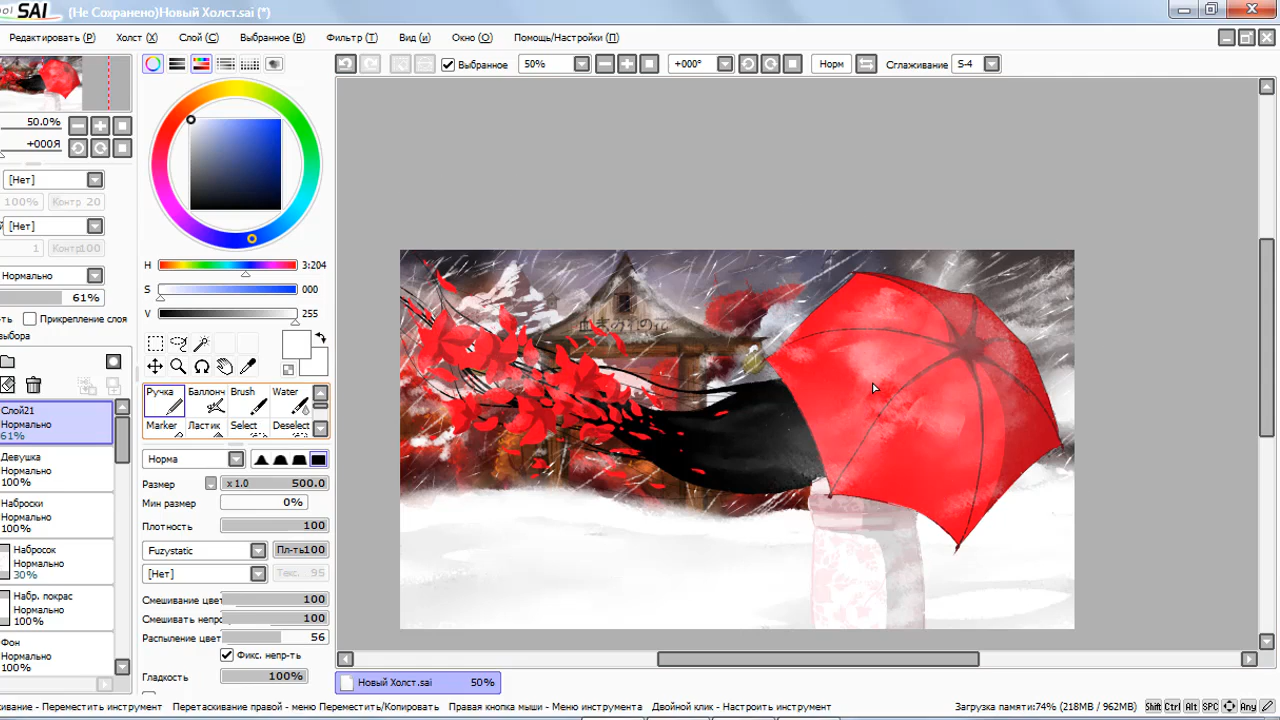 SAI
(Не Сохранено)Новый Холст.sai (*)
Редактировать (Р) Холст (Х) Слой (С) Выбранное (В) Фильтр (Т) Вид (и) Окно (О) Помощь/Настройки (П)
Выбранное 50% +000° Норм Сглаживание S-4
50.0%
+000Я
[Нет]
100% Контр 20
[Нет]
1 Контр100
Нормально
61%
Прикрепление слоя
Слой21
Нормально
61%
Девушка
Нормально
100%
Наброски
Нормально
100%
Набросок
Нормально
30%
Набр. покрас
Нормально
100%
Фон
Нормально
100%
H 3:204
S 000
V 255
Ручка Баллонч Brush Water
Marker Ластик Select Deselect
Норма
Размер x 1.0 500.0
Мин размер 0%
Плотность 100
Fuzystatic Пл-ть100
[Нет] Текс. 95
Смешивание цвет 100
Смешивать непро 100
Распыление цвет 56
Фикс. непр-ть
Гладкость 100%
Новый Холст.sai 50%
кивание - Переместить инструмент Перетаскивание правой - меню Переместить/Копировать Правая кнопка мыши - Меню инструмента Двойной клик - Настроить инструмент Загрузка памяти:74% (218MB / 962MB) Shift Ctrl Alt SPC Any